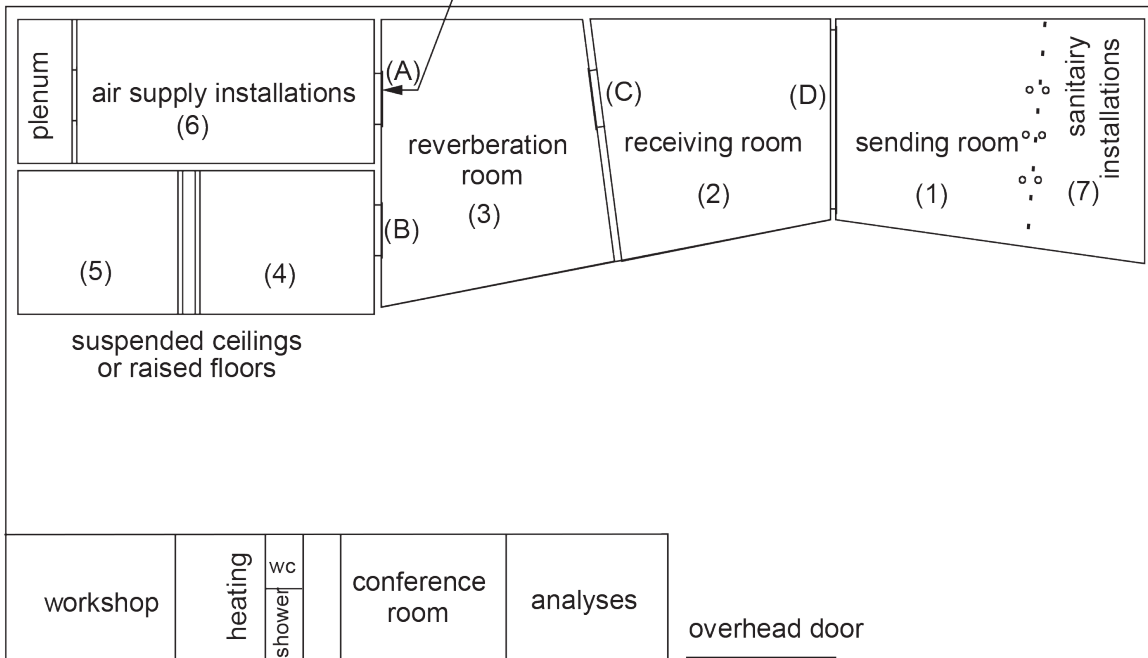 plenum
air supply installations
(6)
(A)
reverberation
room
(3)
(B)
(C)
receiving room
(2)
(D)
sending room
(1)
sanitairy
installations
(7)
(5)
(4)
suspended ceilings
or raised floors
workshop
heating
wc
shower
conference
room
analyses
overhead door